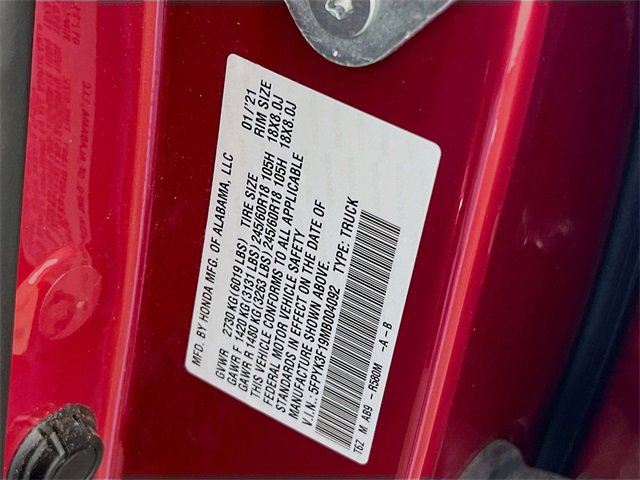 MFD. BY HONDA MFG. OF ALABAMA, LLC 01/'21
GVWR 2730 KG (6019 LBS) TIRE SIZE RIM SIZE
GAWR F 1420 KG (3131 LBS) 245/60R18 105H 18X8.0J
GAWR R 1480 KG (3263 LBS) 245/60R18 105H 18X8.0J
THIS VEHICLE CONFORMS TO ALL APPLICABLE
FEDERAL MOTOR VEHICLE SAFETY
STANDARDS IN EFFECT ON THE DATE OF
MANUFACTURE SHOWN ABOVE.
V.I.N.: 5FPYK3F19MB004092 TYPE: TRUCK
T6Z M AB9 - R580M -A - B